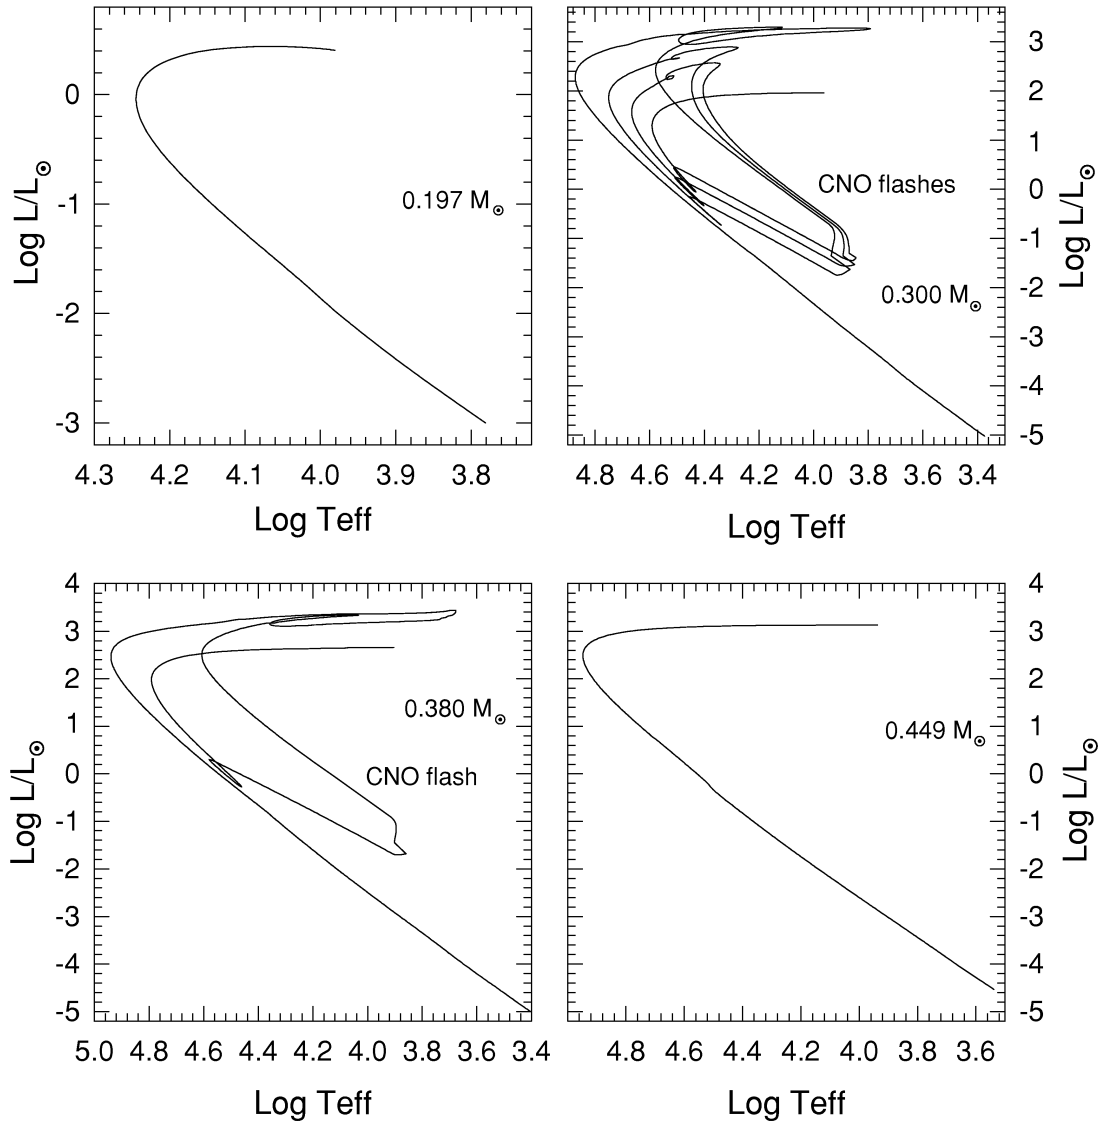 0
-1
-2
-3
Log L/L⊙
0.197 M⊙
4.3 4.2 4.1 4.0 3.9 3.8
Log Teff
3
2
1
0
-1
-2
-3
-4
-5
Log L/L⊙
CNO flashes
0.300 M⊙
4.8 4.6 4.4 4.2 4.0 3.8 3.6 3.4
Log Teff
4
3
2
1
0
-1
-2
-3
-4
-5
Log L/L⊙
0.380 M⊙
CNO flash
5.0 4.8 4.6 4.4 4.2 4.0 3.8 3.6 3.4
Log Teff
4
3
2
1
0
-1
-2
-3
-4
-5
Log L/L⊙
0.449 M⊙
4.8 4.6 4.4 4.2 4.0 3.8 3.6
Log Teff